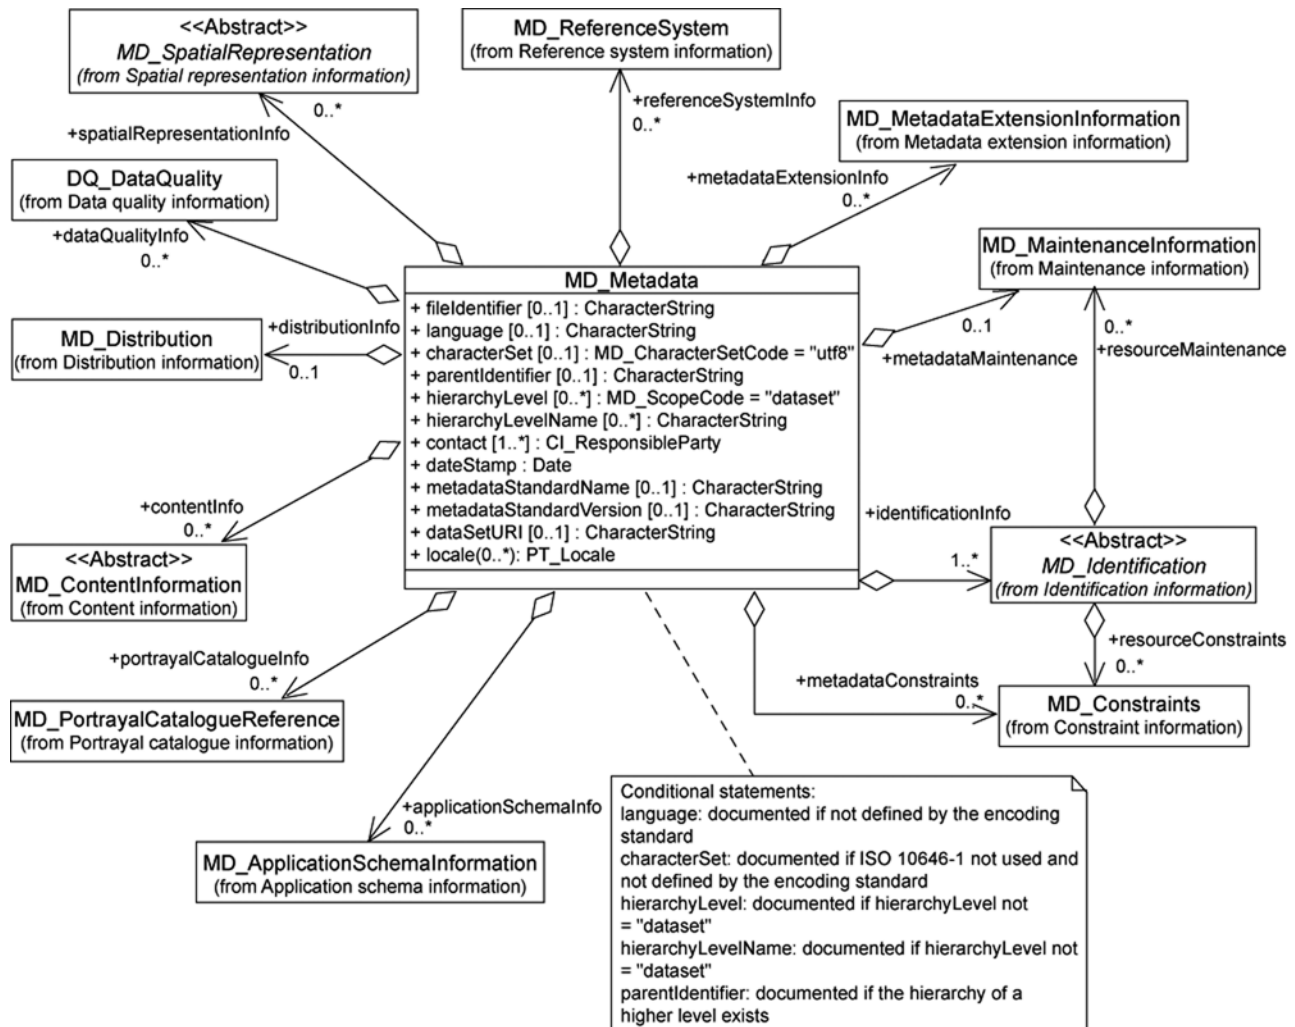 <<Abstract>>
MD_SpatialRepresentation
(from Spatial representation information)
0..*
+spatialRepresentationInfo
MD_ReferenceSystem
(from Reference system information)
+referenceSystemInfo
0..*
MD_MetadataExtensionInformation
(from Metadata extension information)
+metadataExtensionInfo
0..*
DQ_DataQuality
(from Data quality information)
+dataQualityInfo
0..*
MD_MaintenanceInformation
(from Maintenance information)
0..1
+metadataMaintenance
0..*
+resourceMaintenance
MD_Distribution
(from Distribution information)
+distributionInfo
0..1
MD_Metadata
+ fileIdentifier [0..1] : CharacterString
+ language [0..1] : CharacterString
+ characterSet [0..1] : MD_CharacterSetCode = "utf8"
+ parentIdentifier [0..1] : CharacterString
+ hierarchyLevel [0..*] : MD_ScopeCode = "dataset"
+ hierarchyLevelName [0..*] : CharacterString
+ contact [1..*] : CI_ResponsibleParty
+ dateStamp : Date
+ metadataStandardName [0..1] : CharacterString
+ metadataStandardVersion [0..1] : CharacterString
+ dataSetURI [0..1] : CharacterString
+ locale(0..*): PT_Locale
+contentInfo
0..*
<<Abstract>>
MD_ContentInformation
(from Content information)
+identificationInfo
1..*
<<Abstract>>
MD_Identification
(from Identification information)
+resourceConstraints
0..*
+portrayalCatalogueInfo
0..*
MD_PortrayalCatalogueReference
(from Portrayal catalogue information)
+metadataConstraints
0..*
MD_Constraints
(from Constraint information)
+applicationSchemaInfo
0..*
MD_ApplicationSchemaInformation
(from Application schema information)
Conditional statements:
language: documented if not defined by the encoding
standard
characterSet: documented if ISO 10646-1 not used and
not defined by the encoding standard
hierarchyLevel: documented if hierarchyLevel not
= "dataset"
hierarchyLevelName: documented if hierarchyLevel not
= "dataset"
parentIdentifier: documented if the hierarchy of a
higher level exists